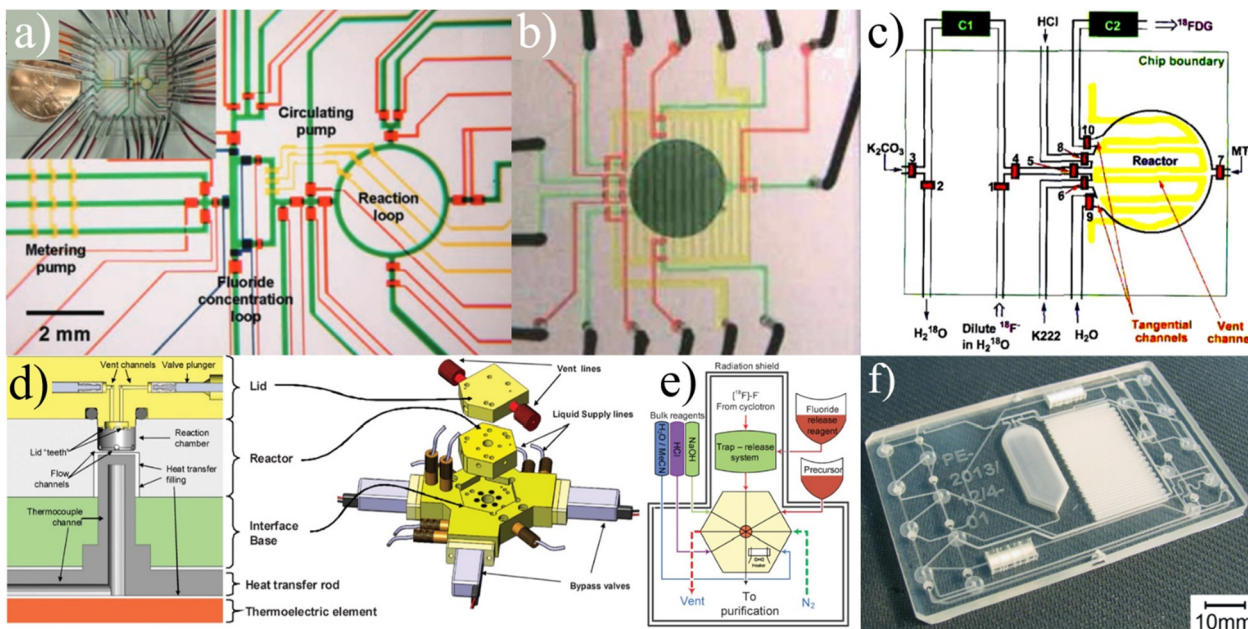 a)
Circulating
pump
Reaction
loop
Metering
pump
Fluoride
concentration
loop
2 mm
b)
c)
C1
HCl
C2
¹⁸FDG
Chip boundary
K₂CO₃
3
2
1
4
5
8
10
6
9
7
Reactor
MT
H₂¹⁸O
Dilute ¹⁸F⁻
in H₂¹⁸O
K222
H₂O
Tangential
channels
Vent
channel
d)
Vent channels
Valve plunger
Reaction
chamber
Lid "teeth"
Flow
channels
Heat transfer
filling
Thermocouple
channel
Lid
Reactor
Interface
Base
Heat transfer rod
Thermoelectric element
Vent lines
Liquid Supply lines
Bypass valves
e)
Radiation shield
[¹⁸F]-F⁻
From cyclotron
Bulk reagents
H₂O / MeCN
HCl
NaOH
Trap – release
system
Fluoride
release
reagent
Precursor
Vent
To
purification
N₂
f)
PE-
2013/
12/4-
01
10mm